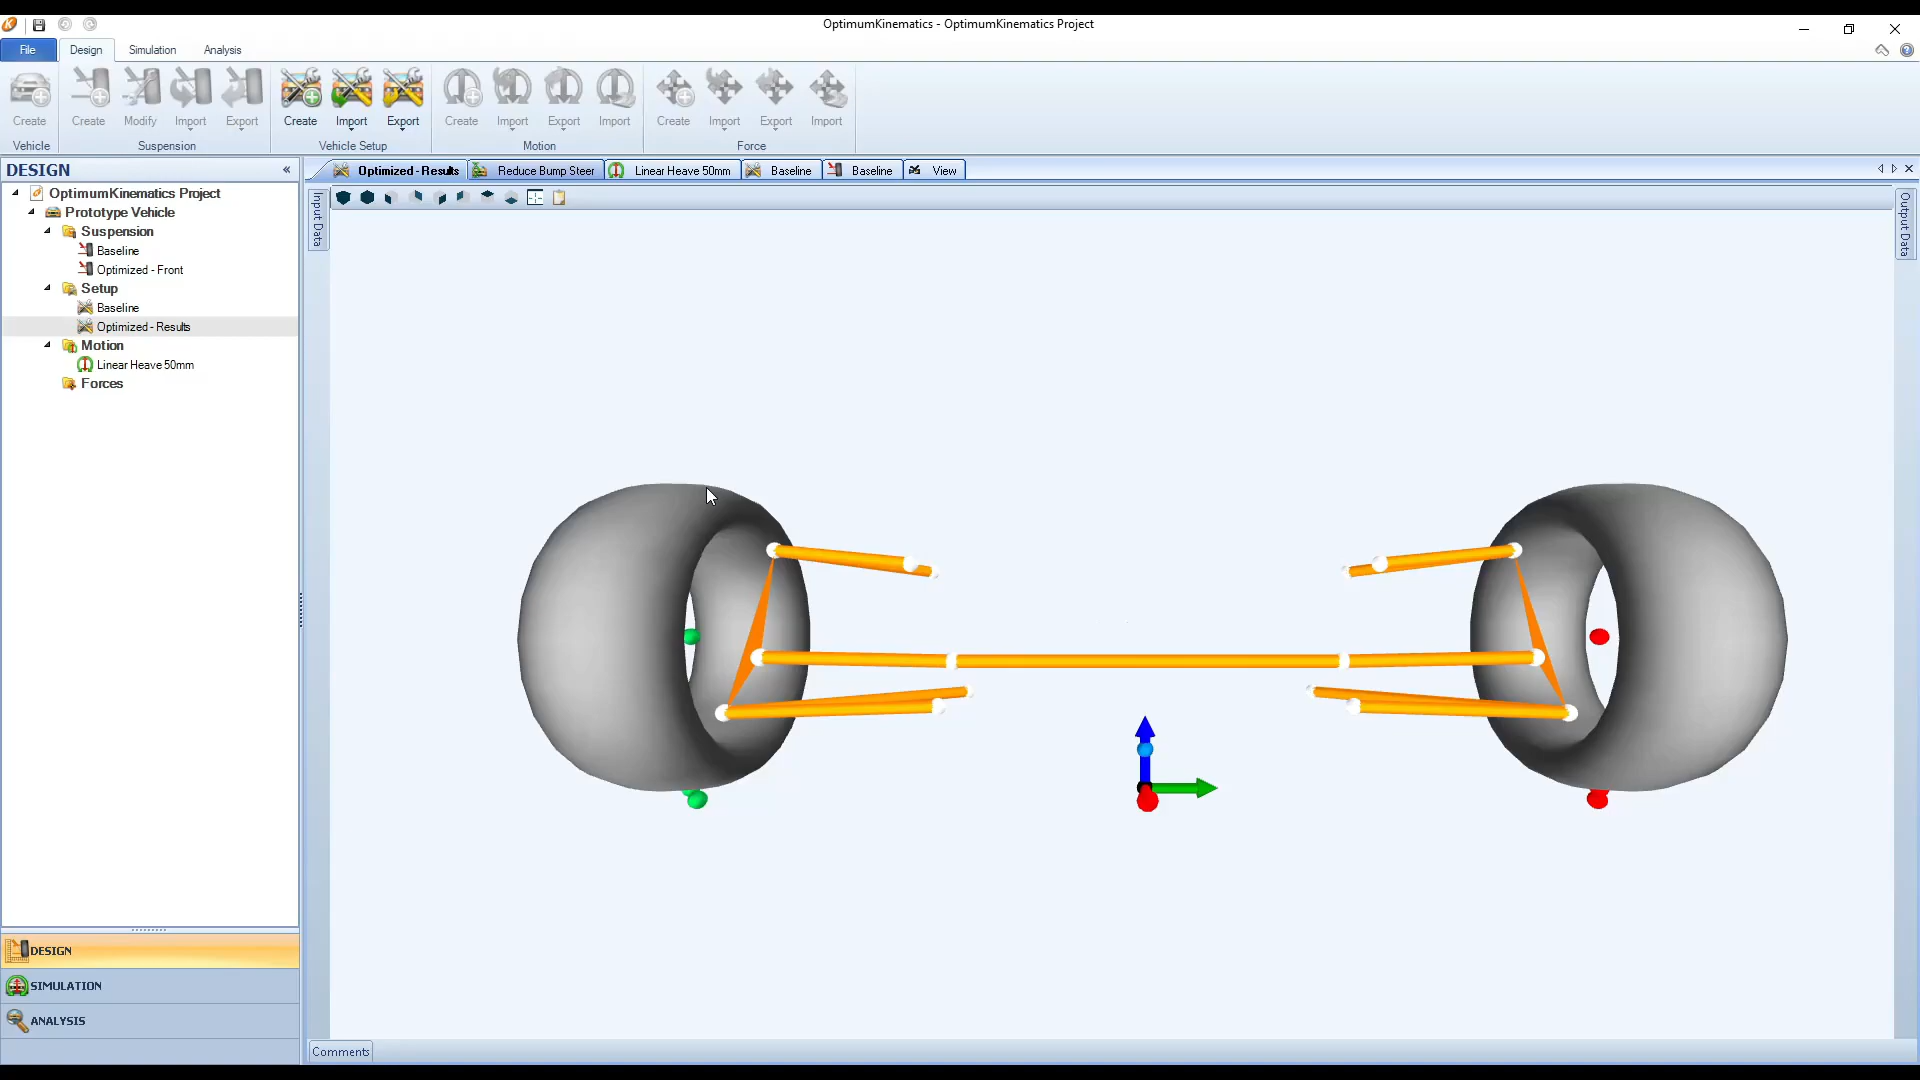 OptimumKinematics - OptimumKinematics Project
File Design Simulation Analysis
Create Create Modify Import Export Create Import Export Create Import Export Import Create Import Export Import
Vehicle Suspension Vehicle Setup Motion Force
DESIGN «
Optimized - Results Reduce Bump Steer Linear Heave 50mm Baseline Baseline View
OptimumKinematics Project
Prototype Vehicle
Suspension
Baseline
Optimized - Front
Setup
Baseline
Optimized - Results
Motion
Linear Heave 50mm
Forces
Input Data
Output Data
DESIGN
SIMULATION
ANALYSIS
Comments